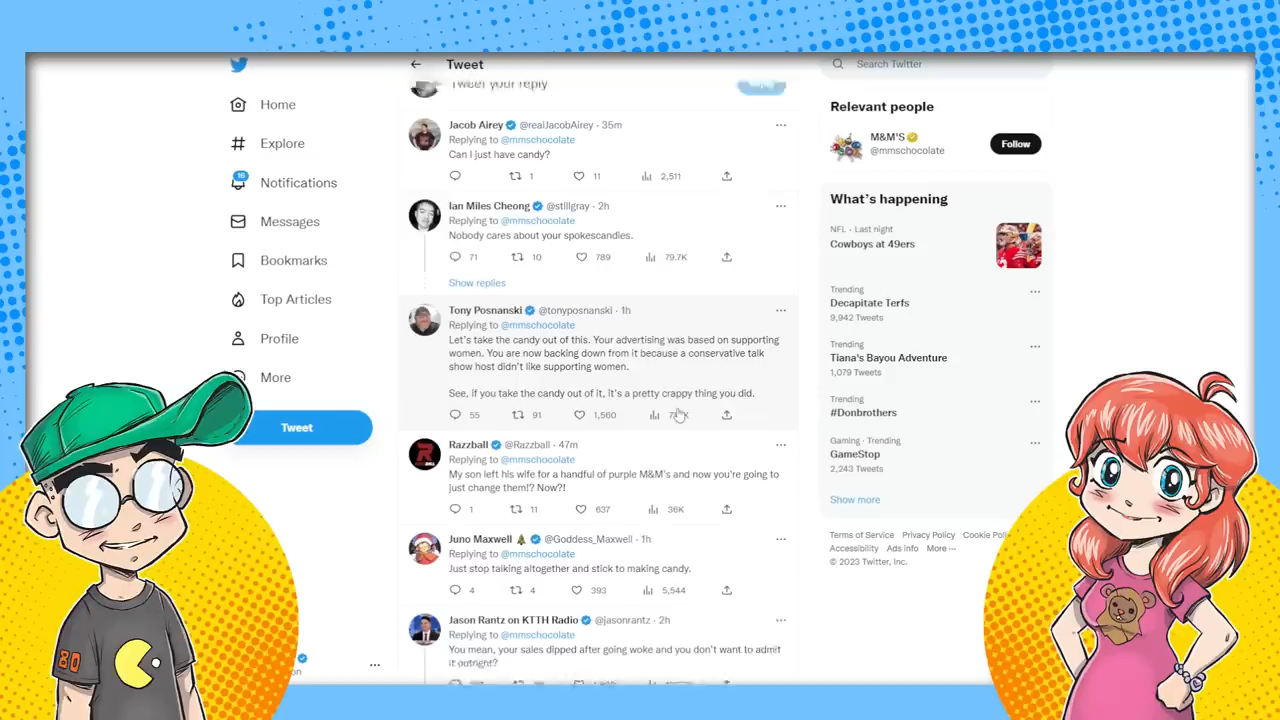 Tweet
Search Twitter
Home
Explore
16
Notifications
Messages
Bookmarks
Top Articles
Profile
More
Tweet
Tweet your reply
Jacob Airey @realJacobAirey · 35m
Replying to @mmschocolate
Can I just have candy?
1 11 2,511
Ian Miles Cheong @stillgray · 2h
Replying to @mmschocolate
Nobody cares about your spokescandies.
71 10 789 79.7K
Show replies
Tony Posnanski @tonyposnanski · 1h
Replying to @mmschocolate
Let's take the candy out of this. Your advertising was based on supporting
women. You are now backing down from it because a conservative talk
show host didn't like supporting women.
See, if you take the candy out of it, it's a pretty crappy thing you did.
55 91 1,560
Razzball @Razzball · 47m
Replying to @mmschocolate
My son left his wife for a handful of purple M&M's and now you're going to
just change them!? Now?!
1 11 637 36K
Juno Maxwell @Goddess_Maxwell · 1h
Replying to @mmschocolate
Just stop talking altogether and stick to making candy.
4 4 393 5,544
Jason Rantz on KTTH Radio @jasonrantz · 2h
Replying to @mmschocolate
You mean, your sales dipped after going woke and you don't want to admit
it outright?
Relevant people
M&M'S
@mmschocolate
Follow
What's happening
NFL · Last night
Cowboys at 49ers
Trending
Decapitate Terfs
9,942 Tweets
Trending
Tiana's Bayou Adventure
1,079 Tweets
Trending
#Donbrothers
Gaming · Trending
GameStop
2,243 Tweets
Show more
Terms of Service Privacy Policy Cookie
Accessibility Ads info More ···
© 2023 Twitter, Inc.
80